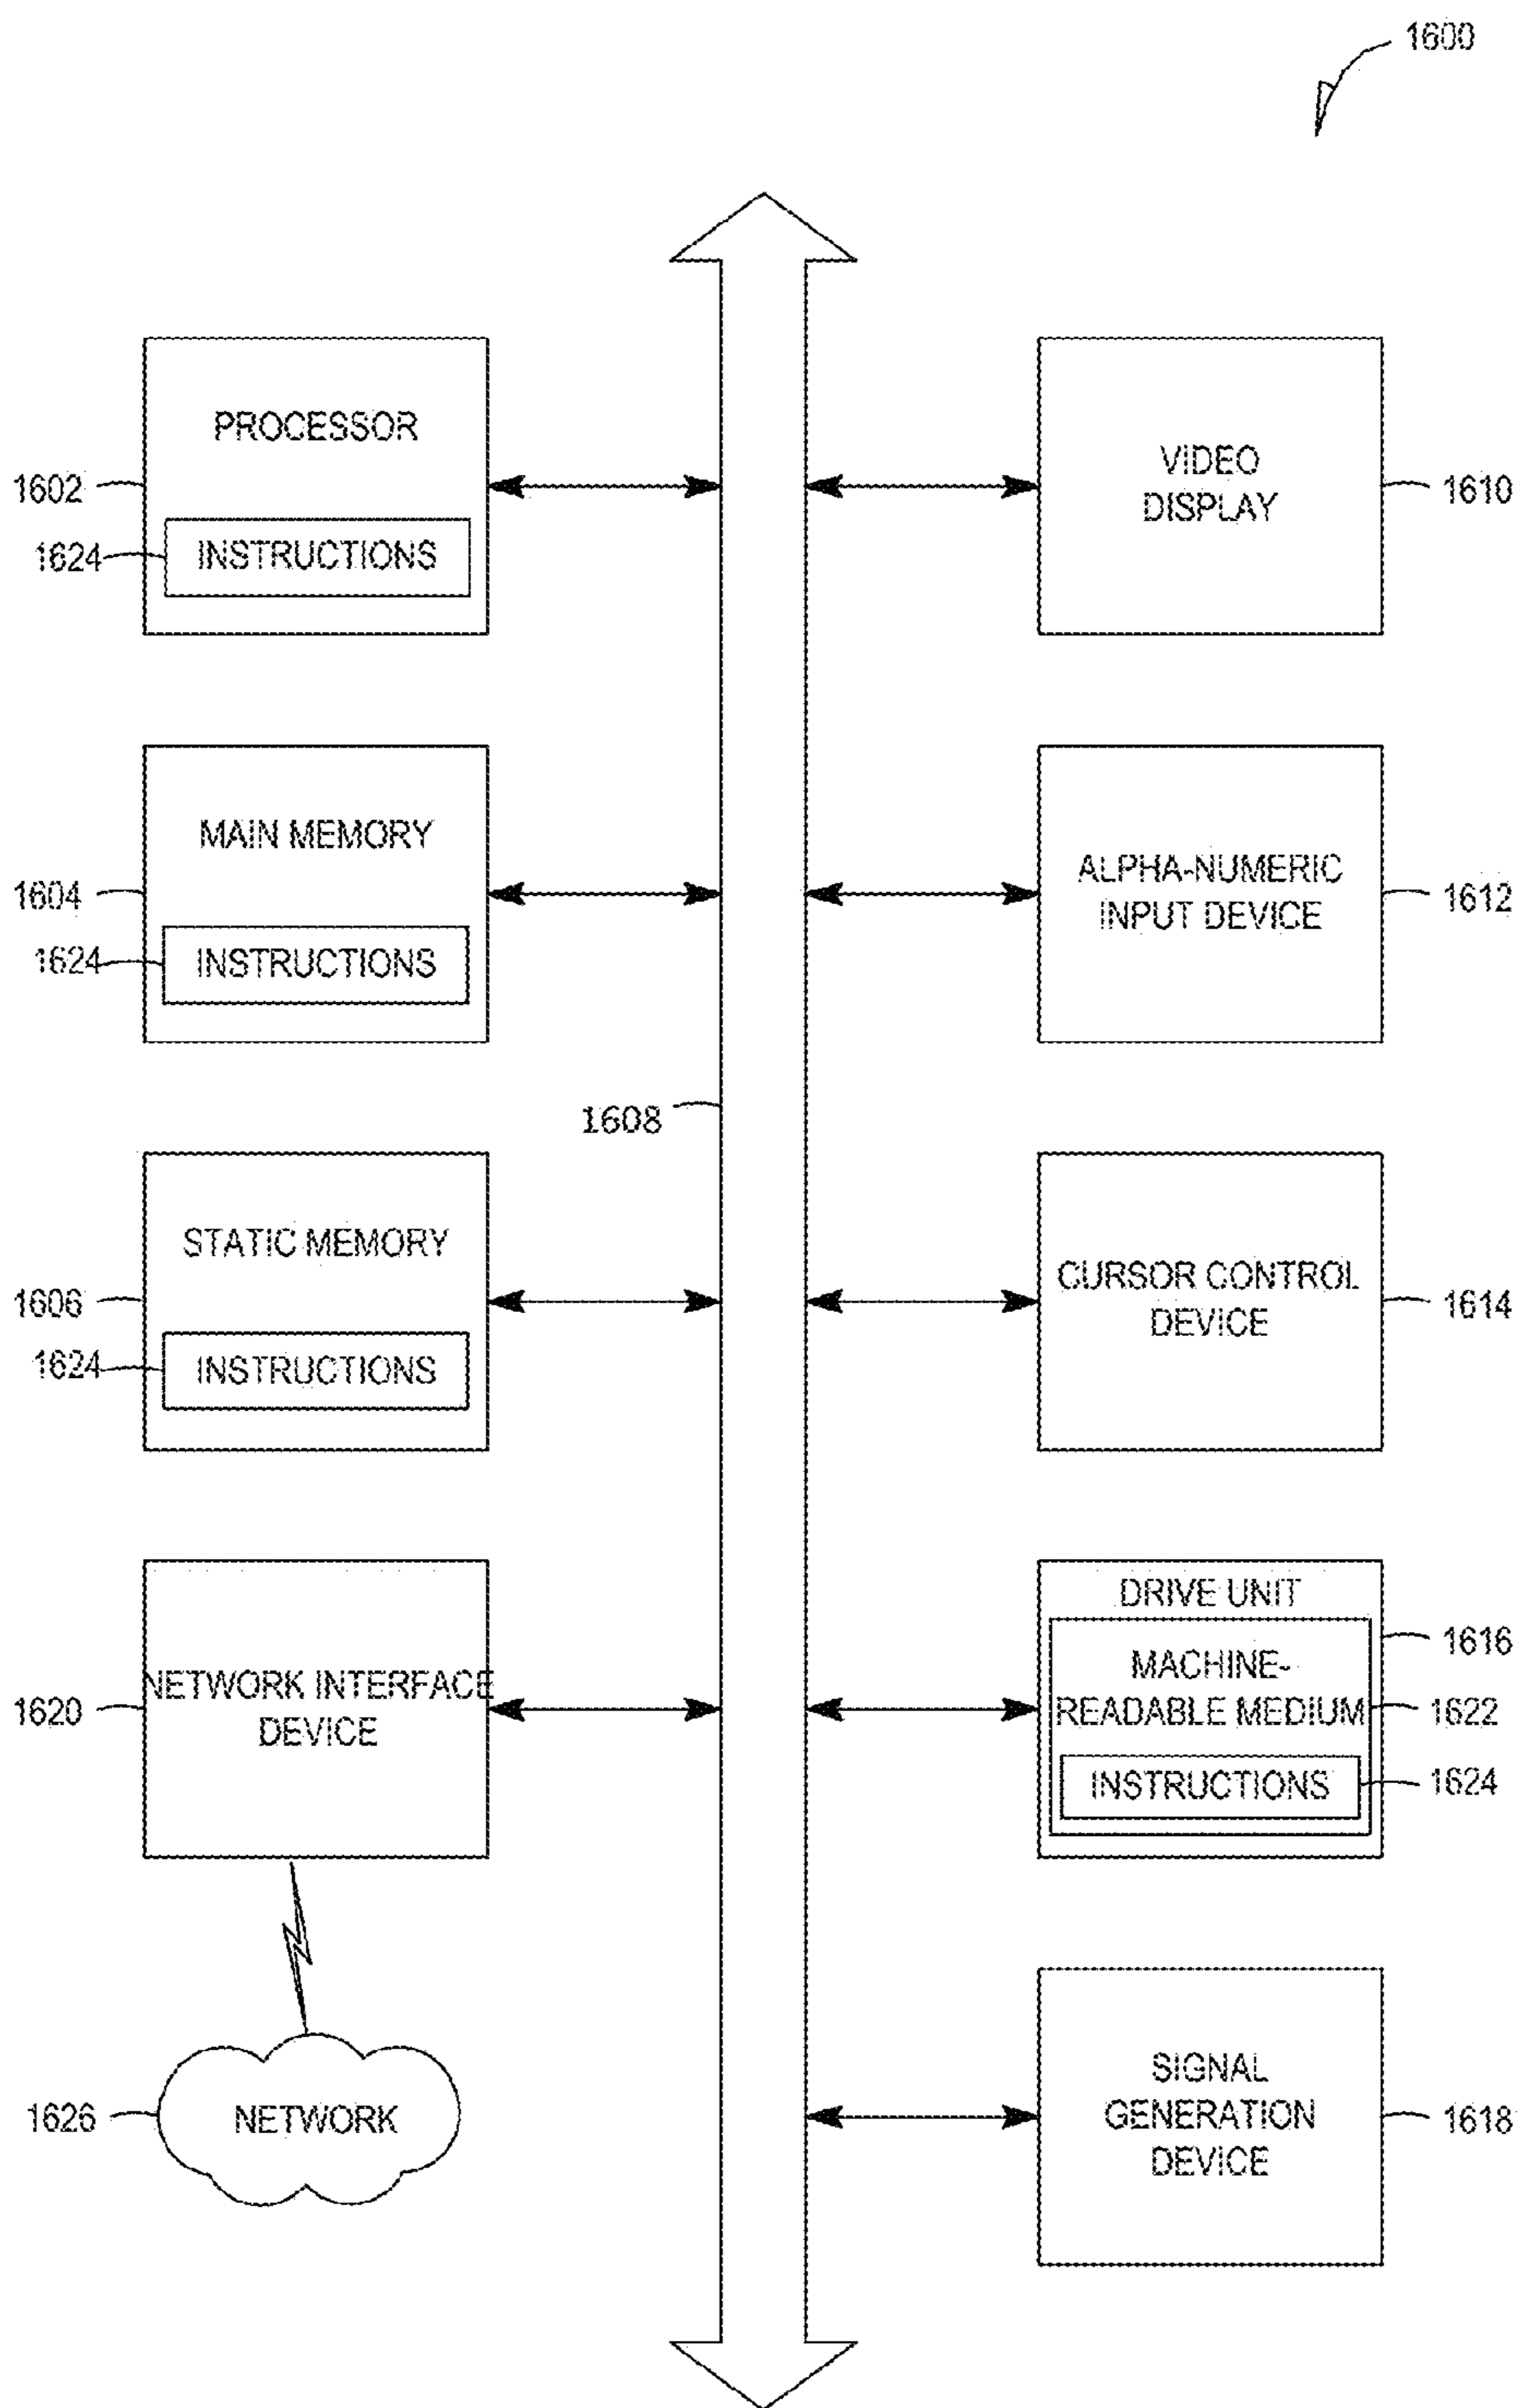 1600
PROCESSOR
1602
1624
INSTRUCTIONS
VIDEO
DISPLAY
1610
MAIN MEMORY
1604
1624
INSTRUCTIONS
ALPHA-NUMERIC
INPUT DEVICE
1612
1608
STATIC MEMORY
1606
1624
INSTRUCTIONS
CURSOR CONTROL
DEVICE
1614
NETWORK INTERFACE
DEVICE
1620
DRIVE UNIT
1616
MACHINE-
READABLE MEDIUM
1622
INSTRUCTIONS
1624
NETWORK
1626
SIGNAL
GENERATION
DEVICE
1618